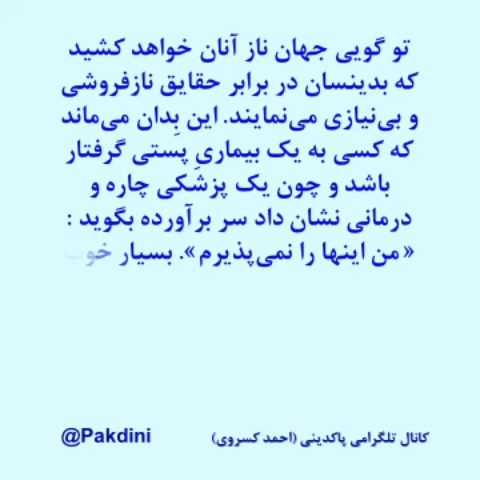 تو گویی جهان ناز آنان خواهد کشید
که بدینسان در برابر حقایق نازفروشی
و بی‌نیازی می‌نمایند. این بِدان می‌ماند
که کسی به یک بیماریِ پستی گرفتار
باشد و چون یک پزشکی چاره و
درمانی نشان داد سر برآورده بگوید :
«من اینها را نمی‌پذیرم». بسیار خوب
کانال تلگرامی پاکدینی (احمد کسروی) @Pakdini